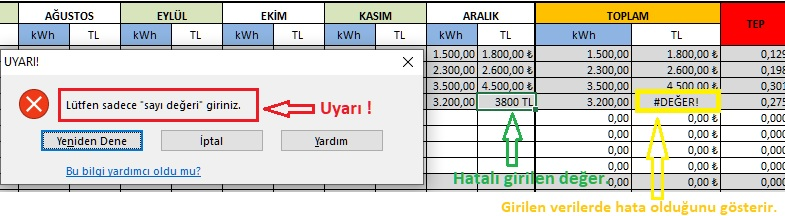 AĞUSTOS EYLÜL EKİM KASIM ARALIK TOPLAM TEP
kWh TL kWh TL kWh TL kWh TL kWh TL kWh TL
1.500,00 1.800,00 ₺ 1.500,00 1.800,00 ₺ 0,129
2.300,00 2.600,00 ₺ 2.300,00 2.600,00 ₺ 0,198
3.500,00 4.500,00 ₺ 3.500,00 4.500,00 ₺ 0,301
3.200,00 3800 TL 3.200,00 #DEĞER! 0,275
0,00 0,00 ₺ 0,000
0,00 0,00 ₺ 0,000
0,00 0,00 ₺ 0,000
0,00 0,00 ₺ 0,000
UYARI!
Lütfen sadece "sayı değeri" giriniz.
Uyarı !
Yeniden Dene İptal Yardım
Bu bilgi yardımcı oldu mu?
Hatalı girilen değer.
Girilen verilerde hata olduğunu gösterir.